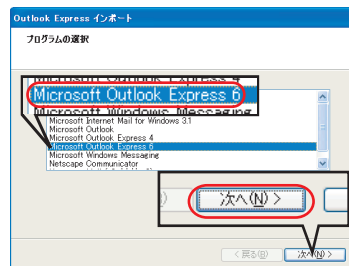 Outlook Express インポート
プログラムの選択
Microsoft Outlook Express 4
Microsoft Outlook Express 6
Microsoft Windows Messaging
Microsoft Internet Mail for Windows 3.1
Microsoft Outlook
Microsoft Outlook Express 4
Microsoft Outlook Express 6
Microsoft Windows Messaging
Netscape Communicator
次へ(N) >
< 戻る(B)
次へ(N) >